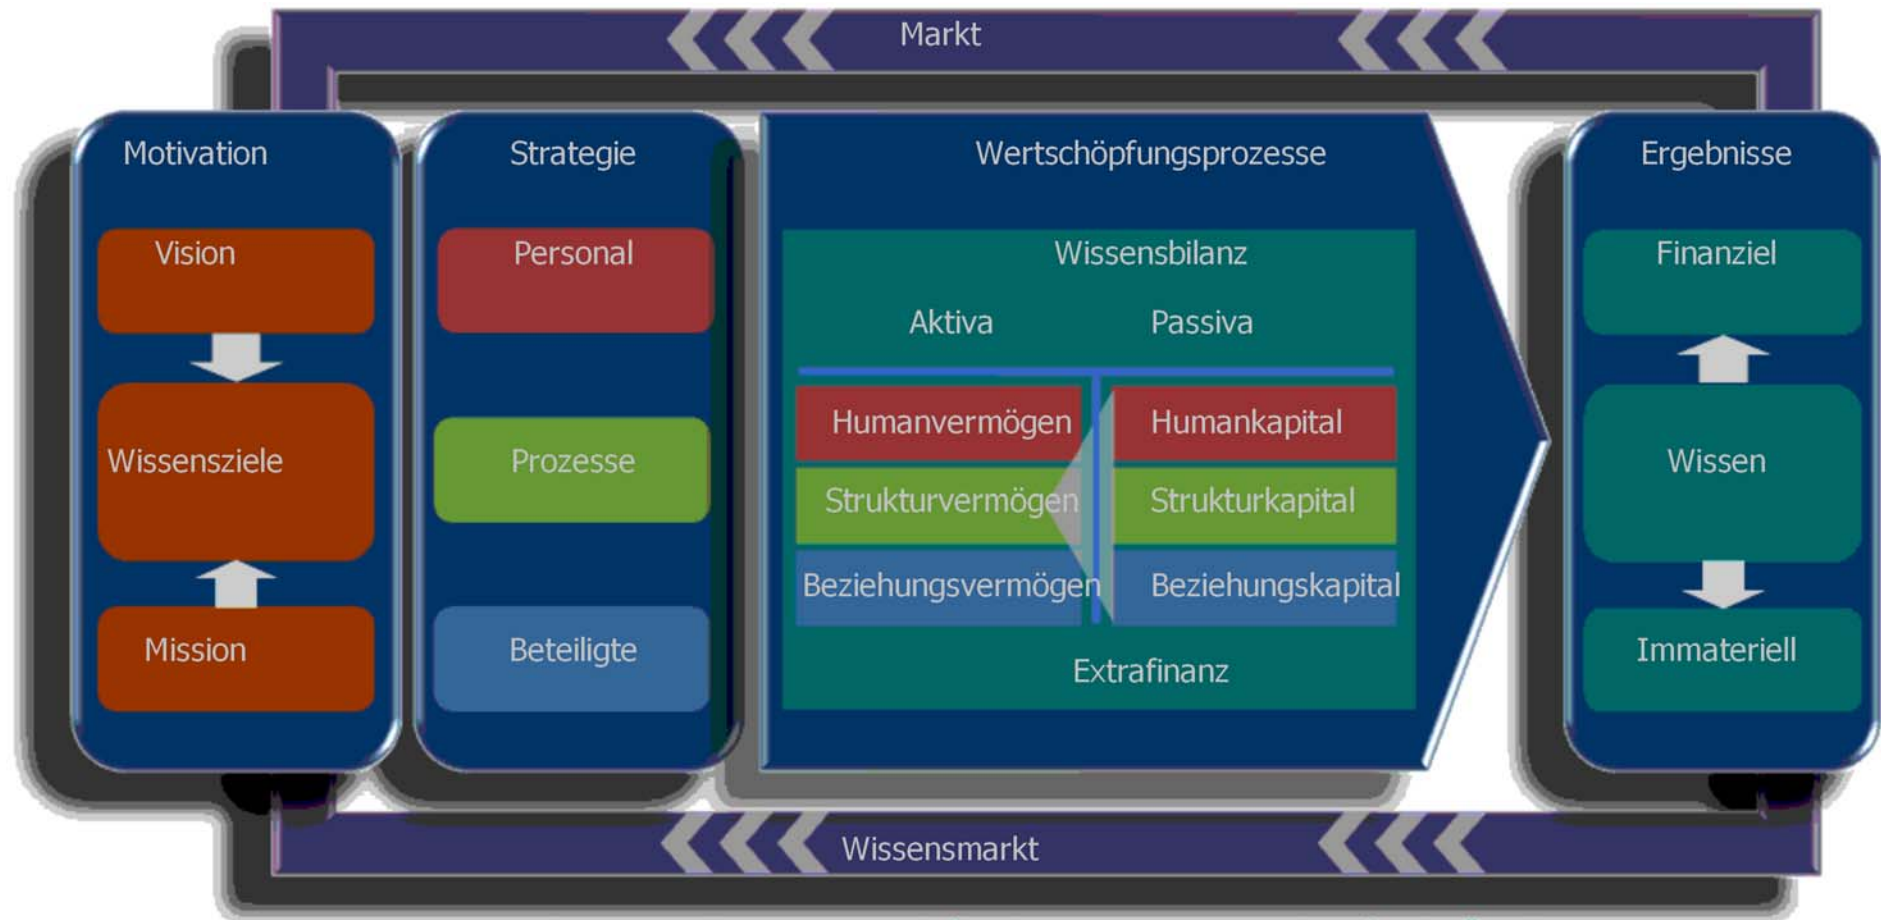 Markt
Motivation
Vision
Wissensziele
Mission
Strategie
Personal
Prozesse
Beteiligte
Wertschöpfungsprozesse
Wissensbilanz
Aktiva Passiva
Humanvermögen Humankapital
Strukturvermögen Strukturkapital
Beziehungsvermögen Beziehungskapital
Extrafinanz
Ergebnisse
Finanziel
Wissen
Immateriell
Wissensmarkt